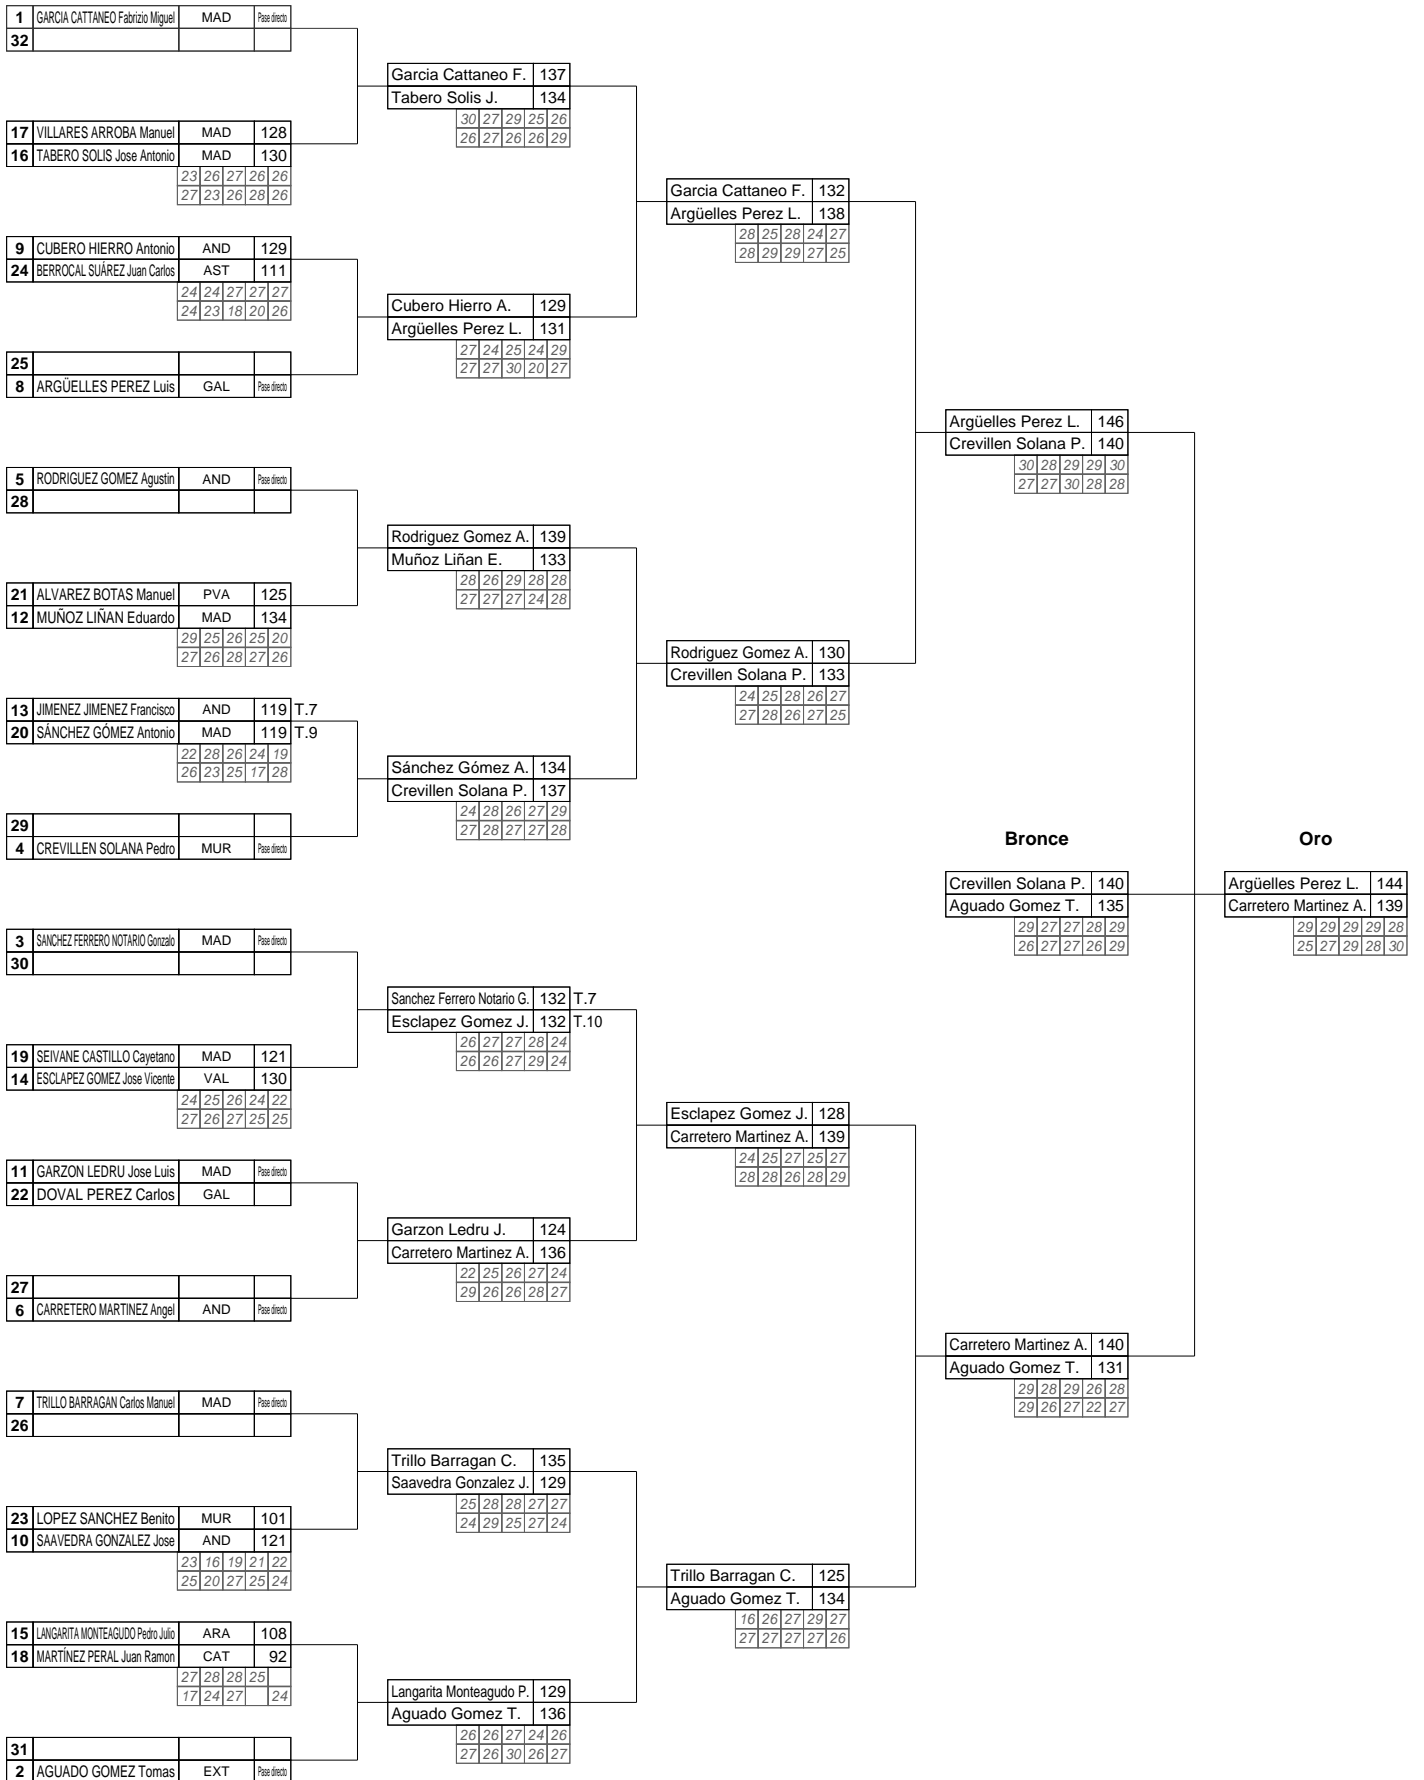 1 GARCIA CATTANEO Fabrizio Miguel MAD Pase directo
32
17 VILLARES ARROBA Manuel MAD 128
16 TABERO SOLIS Jose Antonio MAD 130
23 26 27 26 26
27 23 26 28 26
9 CUBERO HIERRO Antonio AND 129
24 BERROCAL SUÁREZ Juan Carlos AST 111
24 24 27 27 27
24 23 18 20 26
25
8 ARGÜELLES PEREZ Luis GAL Pase directo
5 RODRIGUEZ GOMEZ Agustin AND Pase directo
28
21 ALVAREZ BOTAS Manuel PVA 125
12 MUÑOZ LIÑAN Eduardo MAD 134
29 25 26 25 20
27 26 28 27 26
13 JIMENEZ JIMENEZ Francisco AND 119 T.7
20 SÁNCHEZ GÓMEZ Antonio MAD 119 T.9
22 28 26 24 19
26 23 25 17 28
29
4 CREVILLEN SOLANA Pedro MUR Pase directo
3 SANCHEZ FERRERO NOTARIO Gonzalo MAD Pase directo
30
19 SEIVANE CASTILLO Cayetano MAD 121
14 ESCLAPEZ GOMEZ Jose Vicente VAL 130
24 25 26 24 22
27 26 27 25 25
11 GARZON LEDRU Jose Luis MAD Pase directo
22 DOVAL PEREZ Carlos GAL
27
6 CARRETERO MARTINEZ Angel AND Pase directo
7 TRILLO BARRAGAN Carlos Manuel MAD Pase directo
26
23 LOPEZ SANCHEZ Benito MUR 101
10 SAAVEDRA GONZALEZ Jose AND 121
23 16 19 21 22
25 20 27 25 24
15 LANGARITA MONTEAGUDO Pedro Julio ARA 108
18 MARTÍNEZ PERAL Juan Ramon CAT 92
27 28 28 25
17 24 27 24
31
2 AGUADO GOMEZ Tomas EXT Pase directo
Garcia Cattaneo F. 137
Tabero Solis J. 134
30 27 29 25 26
26 27 26 26 29
Cubero Hierro A. 129
Argüelles Perez L. 131
27 24 25 24 29
27 27 30 20 27
Rodriguez Gomez A. 139
Muñoz Liñan E. 133
28 26 29 28 28
27 27 27 24 28
Sánchez Gómez A. 134
Crevillen Solana P. 137
24 28 26 27 29
27 28 27 27 28
Sanchez Ferrero Notario G. 132 T.7
Esclapez Gomez J. 132 T.10
26 27 27 28 24
26 26 27 29 24
Garzon Ledru J. 124
Carretero Martinez A. 136
22 25 26 27 24
29 26 26 28 27
Trillo Barragan C. 135
Saavedra Gonzalez J. 129
25 28 28 27 27
24 29 25 27 24
Langarita Monteagudo P. 129
Aguado Gomez T. 136
26 26 27 24 26
27 26 30 26 27
Garcia Cattaneo F. 132
Argüelles Perez L. 138
28 25 28 24 27
28 29 29 27 25
Rodriguez Gomez A. 130
Crevillen Solana P. 133
24 25 28 26 27
27 28 26 27 25
Esclapez Gomez J. 128
Carretero Martinez A. 139
24 25 27 25 27
28 28 26 28 29
Trillo Barragan C. 125
Aguado Gomez T. 134
16 26 27 29 27
27 27 27 27 26
Argüelles Perez L. 146
Crevillen Solana P. 140
30 28 29 29 30
27 27 30 28 28
Carretero Martinez A. 140
Aguado Gomez T. 131
29 28 29 26 28
29 26 27 22 27
Bronce
Crevillen Solana P. 140
Aguado Gomez T. 135
29 27 27 28 29
26 27 27 26 29
Oro
Argüelles Perez L. 144
Carretero Martinez A. 139
29 29 29 29 28
25 27 29 28 30